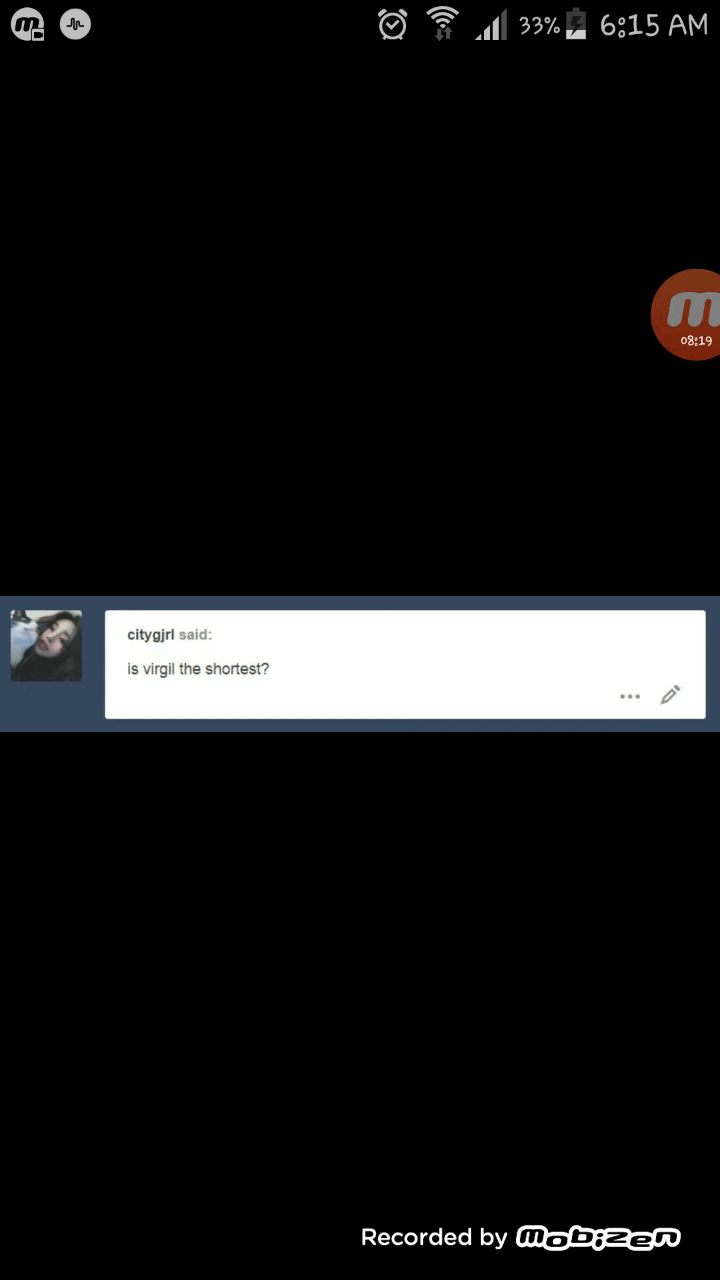 33% 6:15 AM
m
08:19
citygjrl said:
is virgil the shortest?
Recorded by mobizen